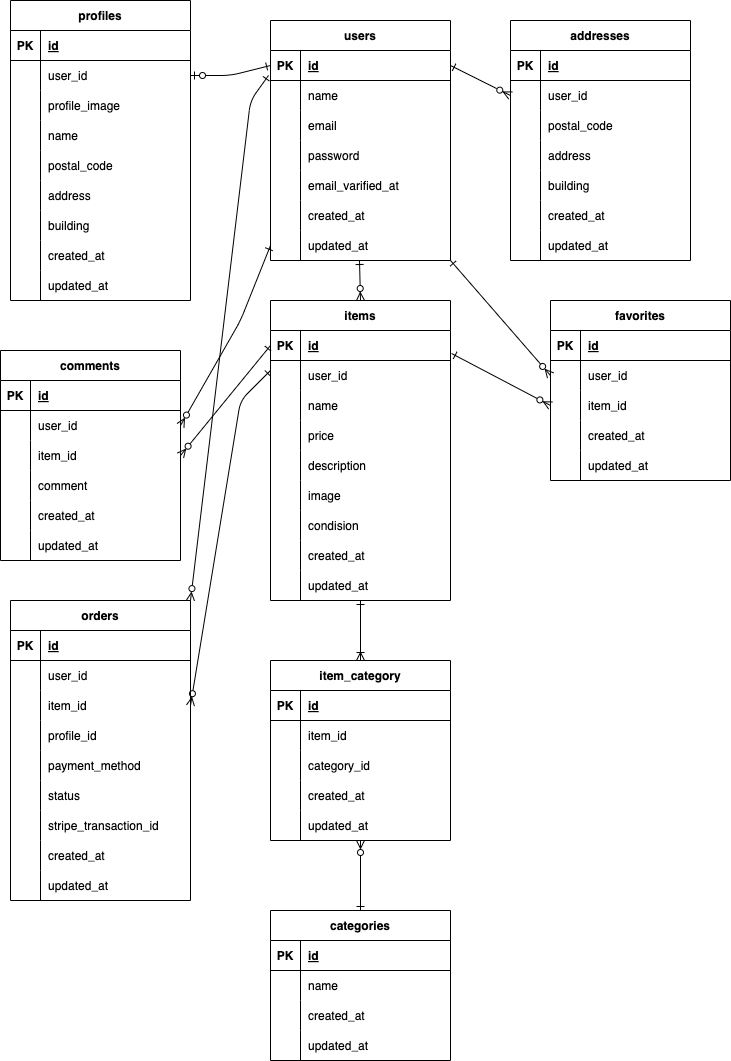 profiles
PK id
user_id
profile_image
name
postal_code
address
building
created_at
updated_at
users
PK id
name
email
password
email_varified_at
created_at
updated_at
addresses
PK id
user_id
postal_code
address
building
created_at
updated_at
comments
PK id
user_id
item_id
comment
created_at
updated_at
items
PK id
user_id
name
price
description
image
condision
created_at
updated_at
favorites
PK id
user_id
item_id
created_at
updated_at
orders
PK id
user_id
item_id
profile_id
payment_method
status
stripe_transaction_id
created_at
updated_at
item_category
PK id
item_id
category_id
created_at
updated_at
categories
PK id
name
created_at
updated_at